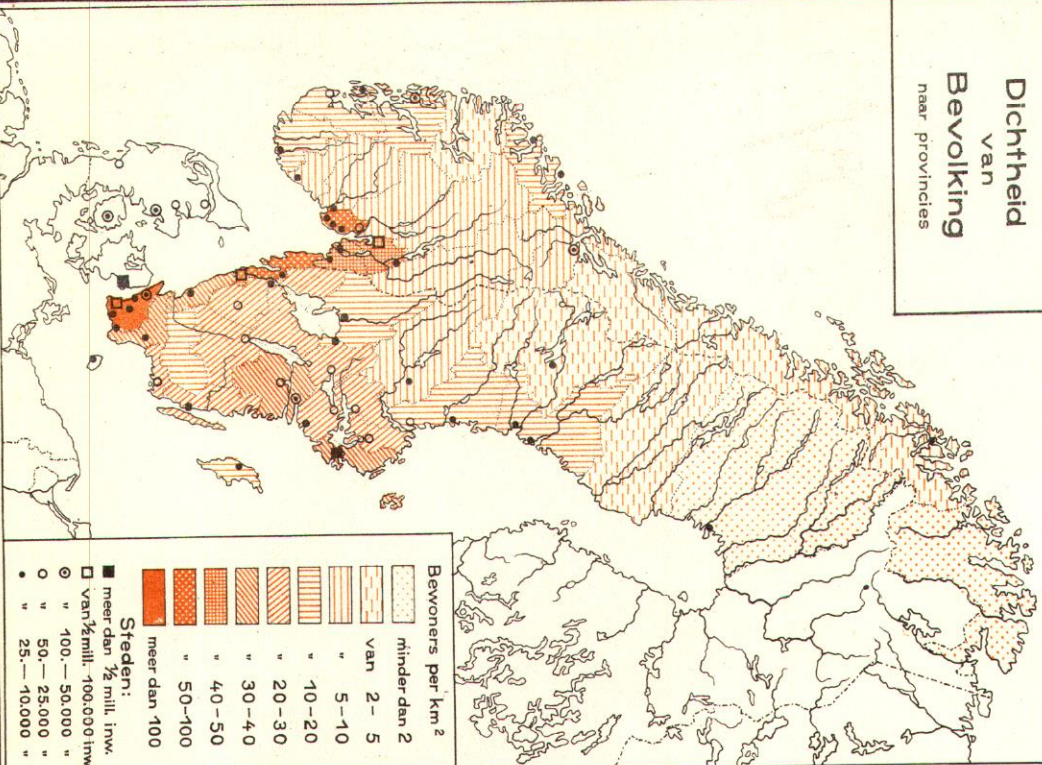 Dichtheid
van
Bevolking
naar provincies
Bewoners per km²
minder dan 2
van 2 - 5
" 5 - 10
" 10 - 20
" 20 - 30
" 30 - 40
" 40 - 50
" 50 - 100
meer dan 100
Steden:
meer dan ½ mill. inw.
van ½ mill. - 100.000 inw.
" 100. — 50.000 "
" 50. — 25.000 "
" 25. — 10.000 "